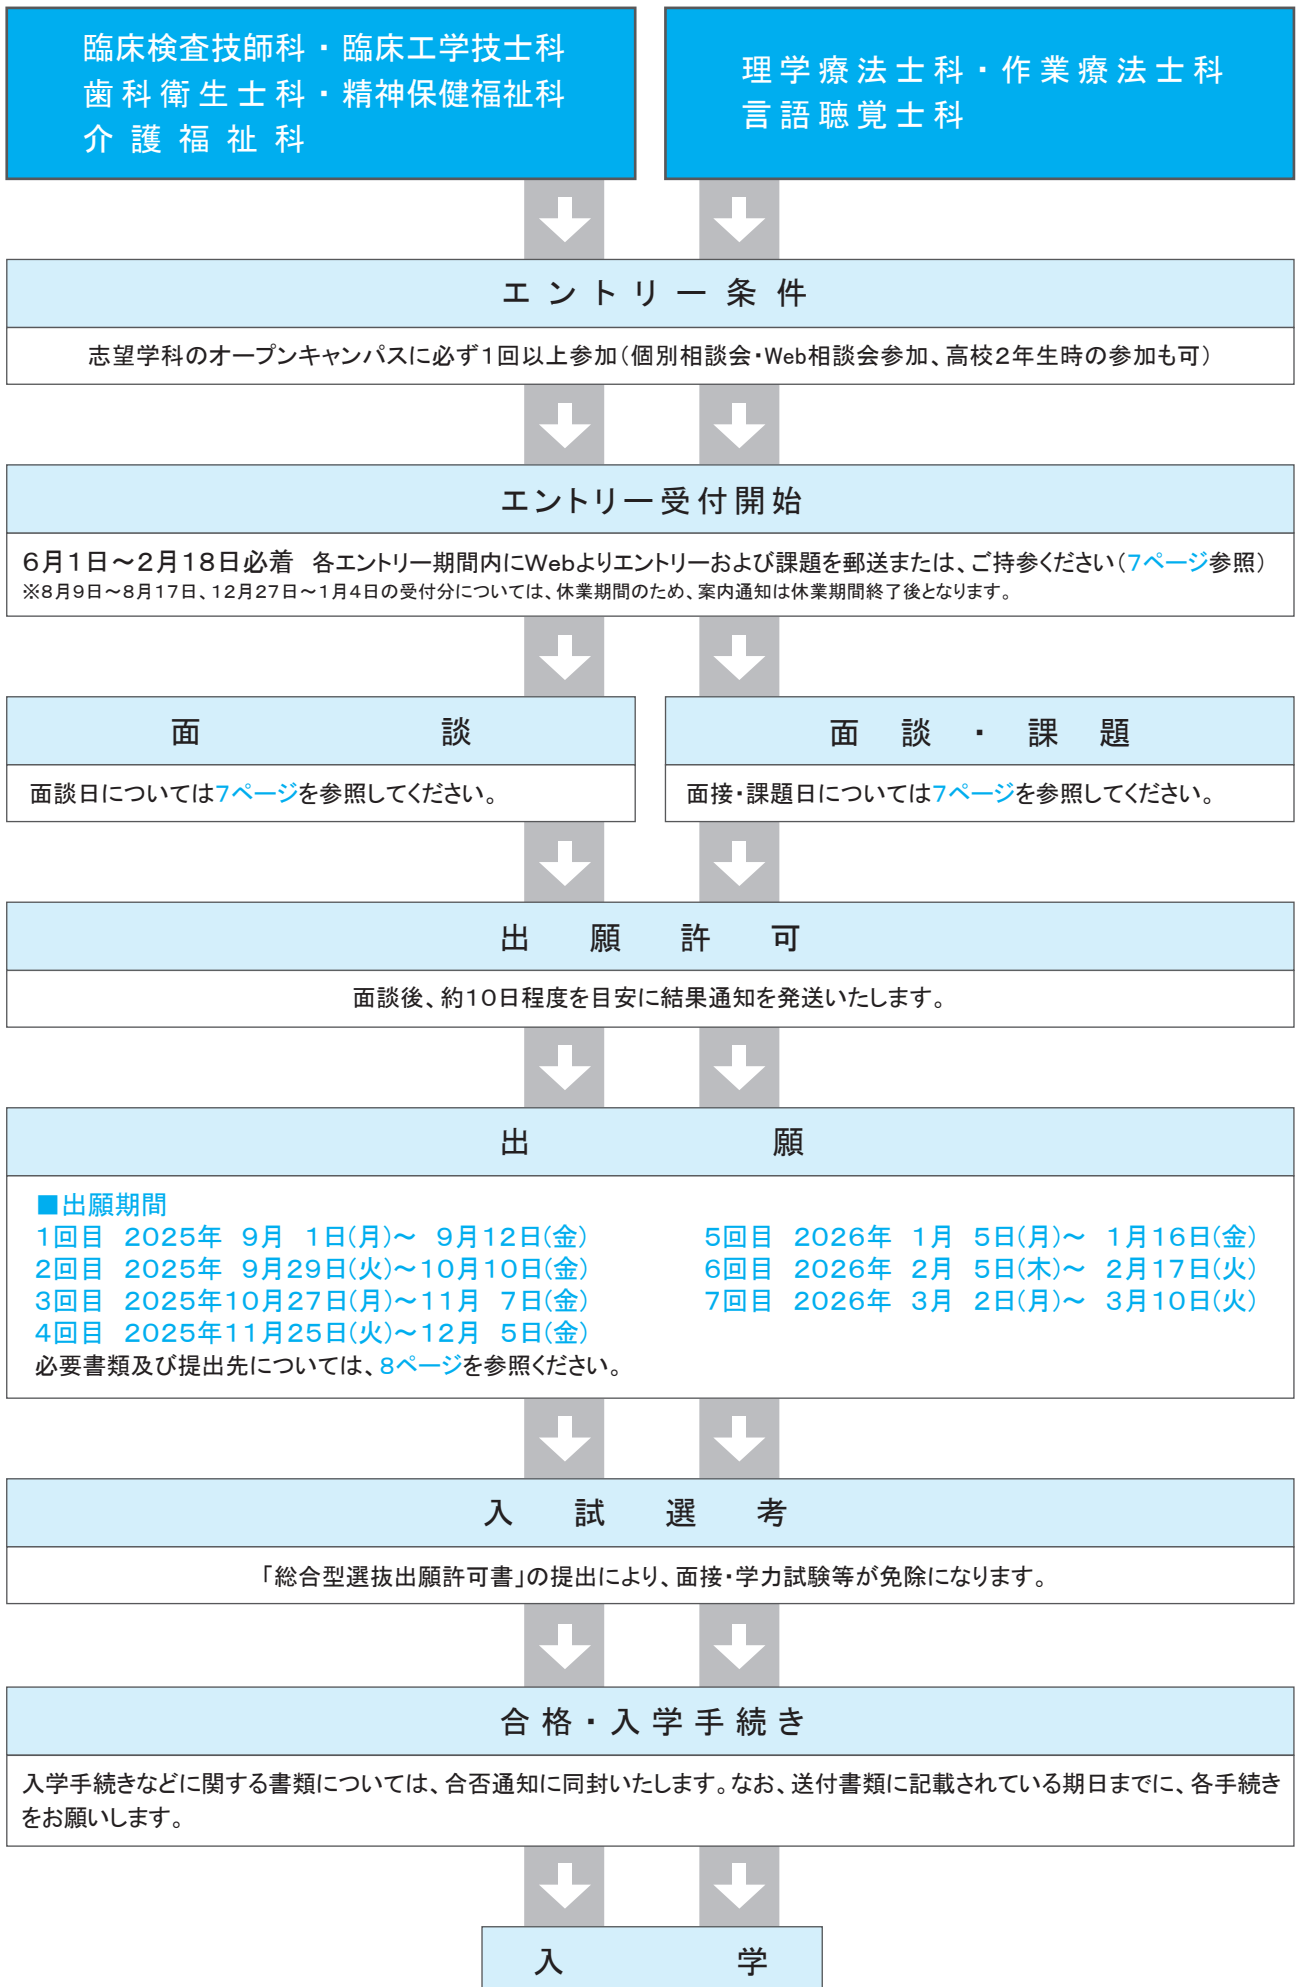 臨床検査技師科・臨床工学技士科
歯科衛生士科・精神保健福祉科
介護福祉科
理学療法士科・作業療法士科
言語聴覚士科
エントリー条件
志望学科のオープンキャンパスに必ず1回以上参加(個別相談会・Web相談会参加、高校2年生時の参加も可)
エントリー受付開始
6月1日～2月18日必着 各エントリー期間内にWebよりエントリーおよび課題を郵送または、ご持参ください(7ページ参照)
※8月9日～8月17日、12月27日～1月4日の受付分については、休業期間のため、案内通知は休業期間終了後となります。
面談
面談日については7ページを参照してください。
面談・課題
面接・課題日については7ページを参照してください。
出願許可
面談後、約10日程度を目安に結果通知を発送いたします。
出願
■出願期間
1回目 2025年 9月 1日(月)～ 9月12日(金)
2回目 2025年 9月29日(火)～10月10日(金)
3回目 2025年10月27日(月)～11月 7日(金)
4回目 2025年11月25日(火)～12月 5日(金)
5回目 2026年 1月 5日(月)～ 1月16日(金)
6回目 2026年 2月 5日(木)～ 2月17日(火)
7回目 2026年 3月 2日(月)～ 3月10日(火)
必要書類及び提出先については、8ページを参照ください。
入試選考
「総合型選抜出願許可書」の提出により、面接・学力試験等が免除になります。
合格・入学手続き
入学手続きなどに関する書類については、合否通知に同封いたします。なお、送付書類に記載されている期日までに、各手続き
をお願いします。
入学